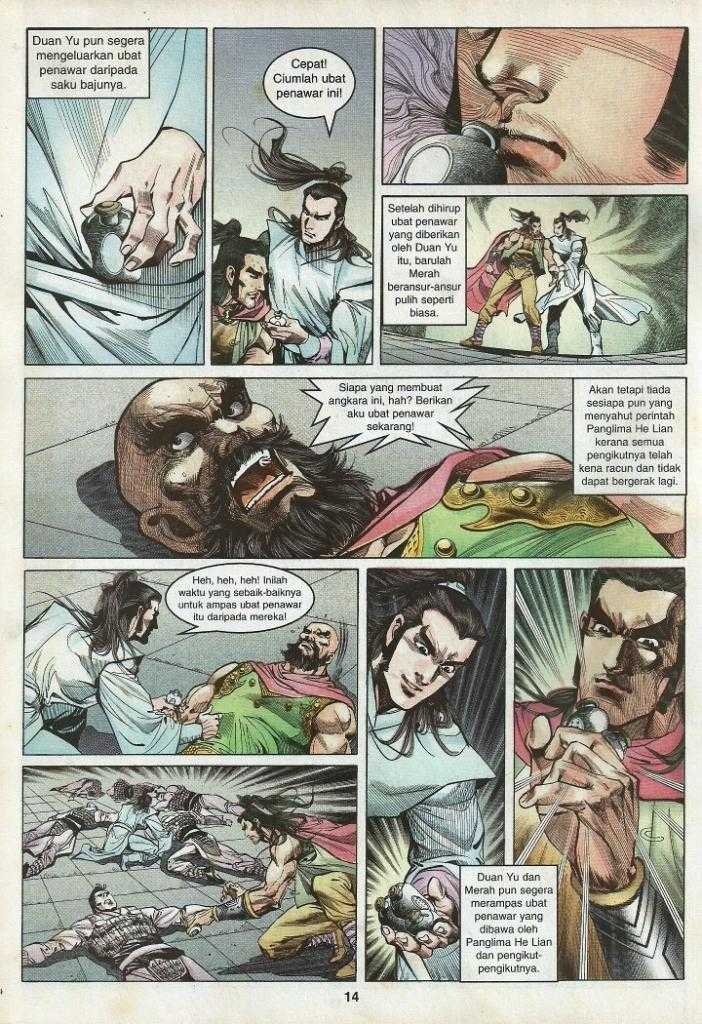 Duan Yu pun segera
mengeluarkan ubat
penawar daripada
saku bajunya.
Cepat!
Ciumlah ubat
penawar ini!
Setelah dihirup
ubat penawar
yang diberikan
oleh Duan Yu
itu, barulah
Merah
beransur-ansur
pulih seperti
biasa.
Siapa yang membuat
angkara ini, hah? Berikan
aku ubat penawar
sekarang!
Akan tetapi tiada
sesiapa pun yang
menyahut perintah
Panglima He Lian
kerana semua
pengikutnya telah
kena racun dan tidak
dapat bergerak lagi.
Heh, heh, heh! Inilah
waktu yang sebaik-baiknya
untuk ampas ubat penawar
itu daripada mereka!
Duan Yu dan
Merah pun segera
merampas ubat
penawar yang
dibawa oleh
Panglima He Lian
dan pengikut-
pengikutnya.
14